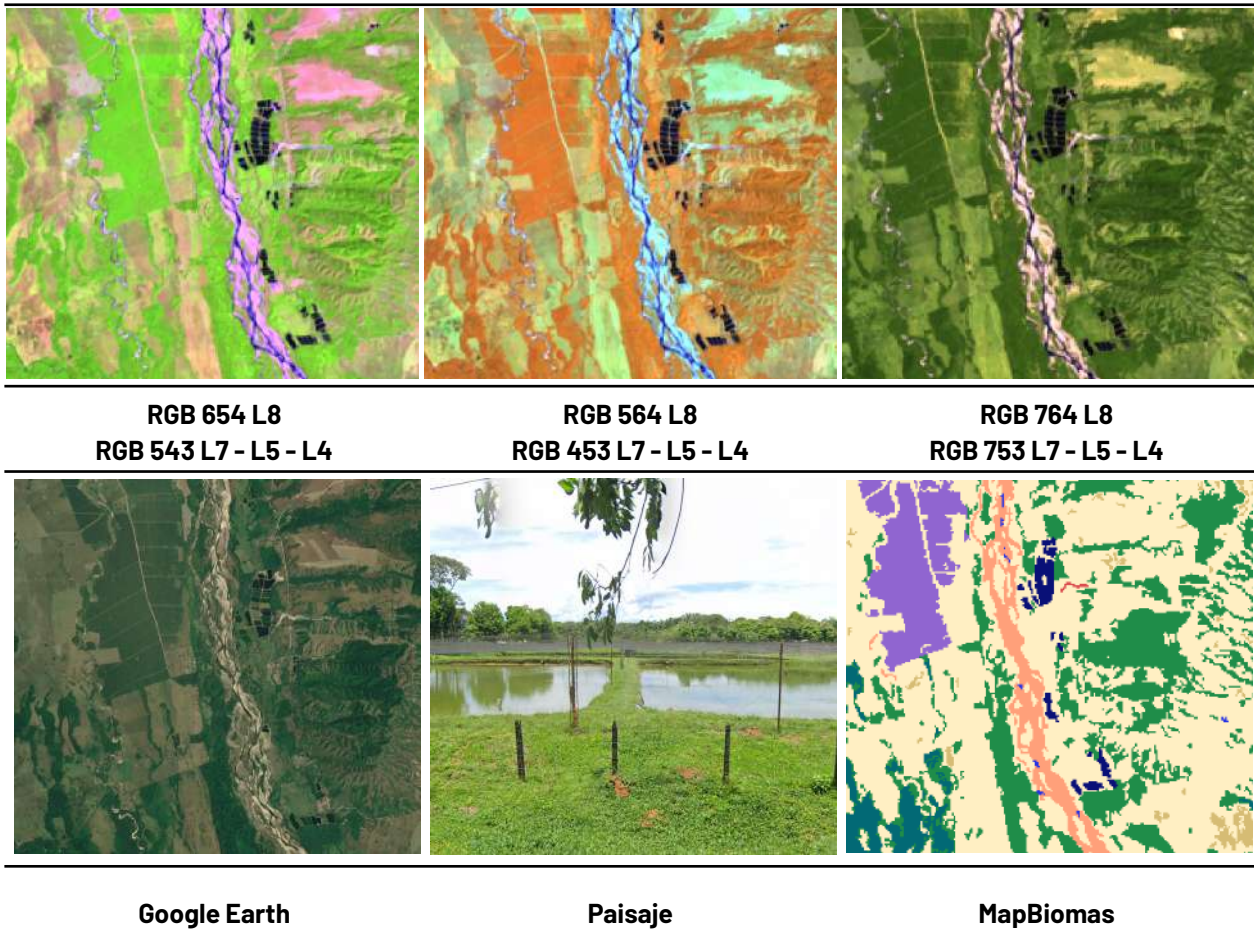 RGB 654 L8
RGB 543 L7 - L5 - L4
RGB 564 L8
RGB 453 L7 - L5 - L4
RGB 764 L8
RGB 753 L7 - L5 - L4
Google Earth
Paisaje
MapBiomas